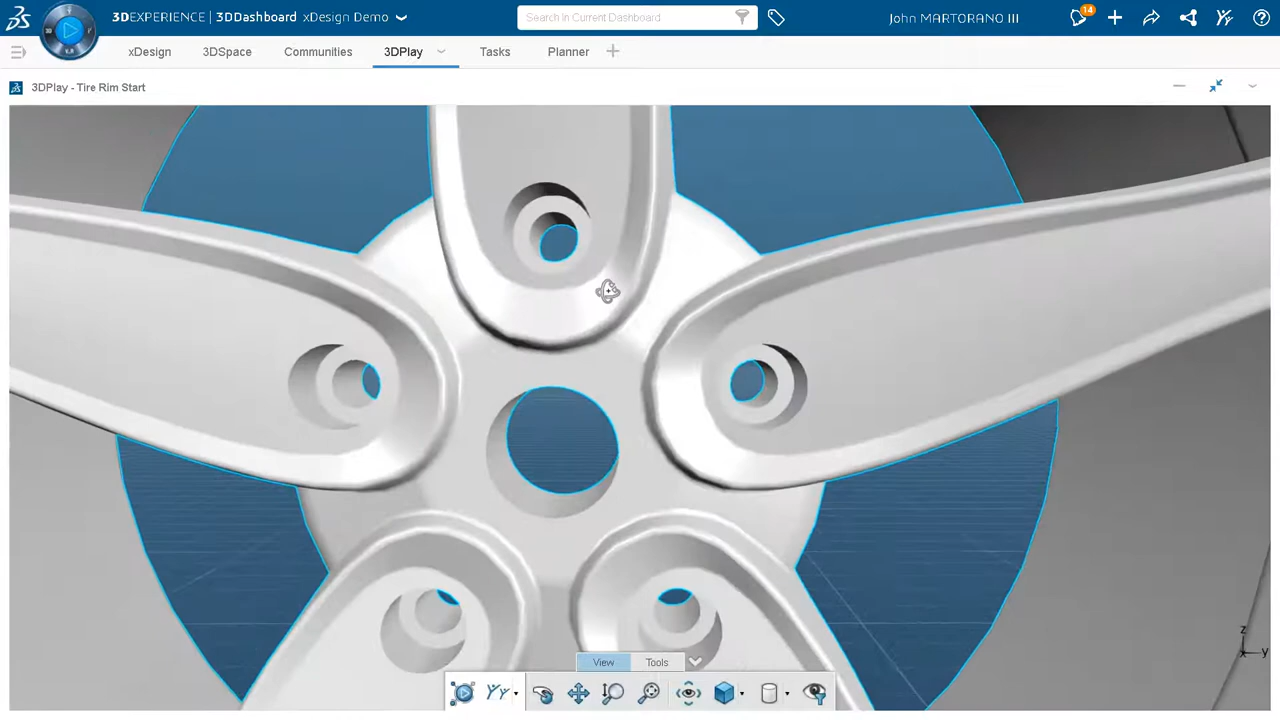 3DEXPERIENCE | 3DDashboard xDesign Demo
Search In Current Dashboard
John MARTORANO III
14
xDesign 3DSpace Communities 3DPlay Tasks Planner
3DPlay - Tire Rim Start
z
x y
View Tools